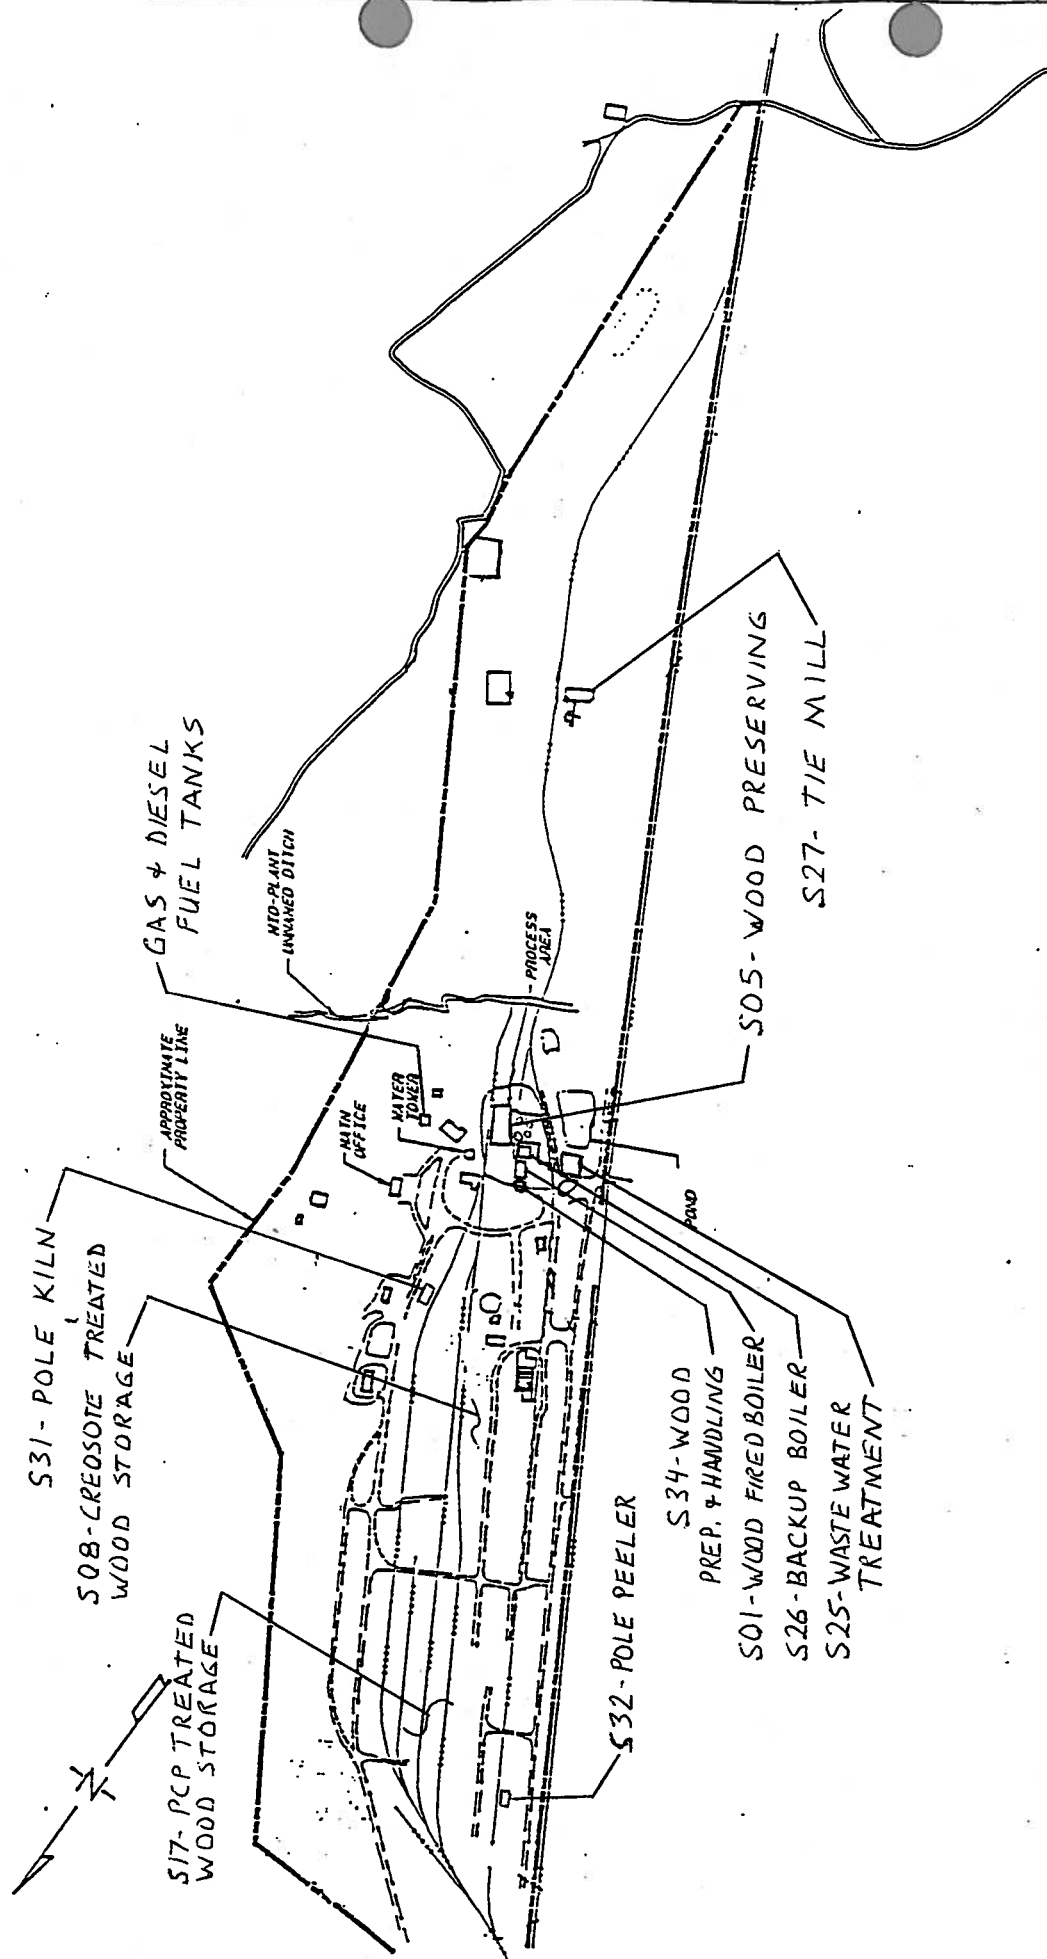 S31-POLE KILN
S08-CREOSOTE TREATED
WOOD STORAGE
S17-PCP TREATED
WOOD STORAGE
N
APPROXIMATE
PROPERTY LINE
GAS & DIESEL
FUEL TANKS
MID-PLANT
UNNAMED DITCH
MAIN
OFFICE
WATER
TOWER
PROCESS
AREA
POND
S32-POLE PEELER
S34-WOOD
PREP. & HANDLING
S01-WOOD FIRED BOILER
S26-BACKUP BOILER
S25-WASTE WATER
TREATMENT
S05-WOOD PRESERVING
S27-TIE MILL